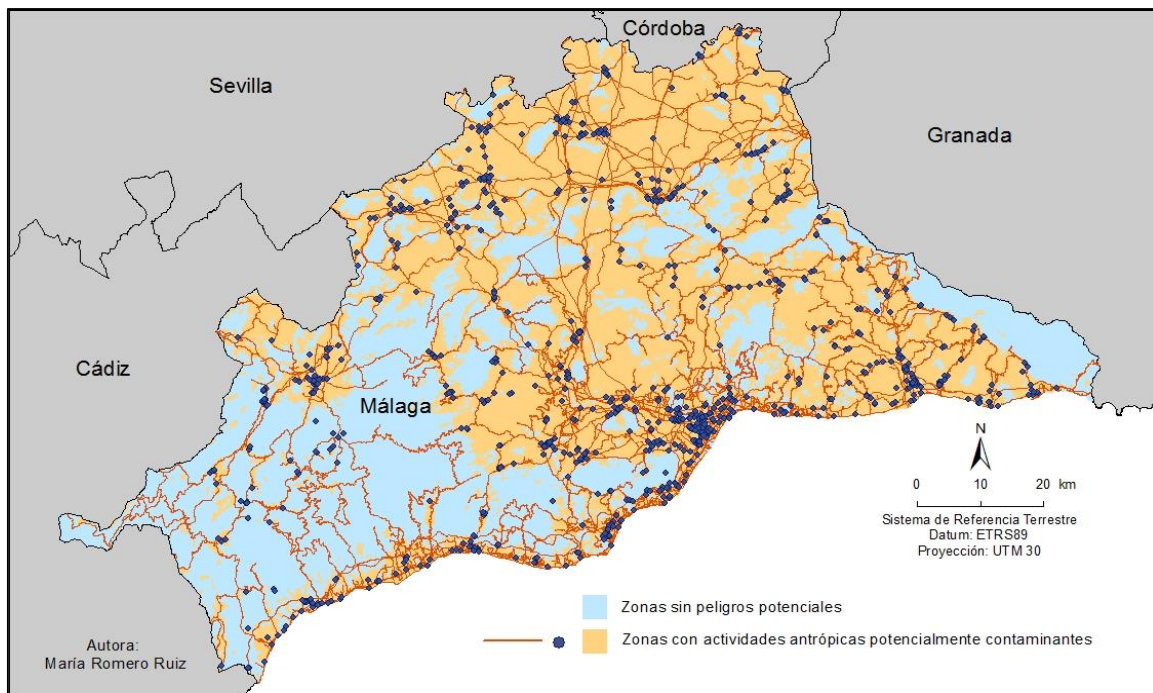 Córdoba
Sevilla
Granada
Cádiz
Málaga
N
0 10 20 km
Sistema de Referencia Terrestre
Datum: ETRS89
Proyección: UTM 30
Zonas sin peligros potenciales
Zonas con actividades antrópicas potencialmente contaminantes
Autora:
María Romero Ruiz